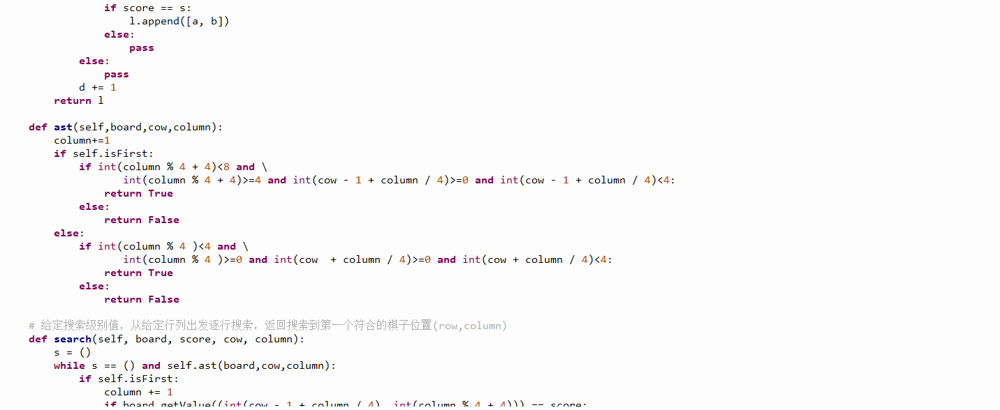 if score == s:
                l.append([a, b])
            else:
                pass
        else:
            pass
        d += 1
    return l

def ast(self,board,cow,column):
    column+=1
    if self.isFirst:
        if int(column % 4 + 4)<8 and \
               int(column % 4 + 4)>=4 and int(cow - 1 + column / 4)>=0 and int(cow - 1 + column / 4)<4:
            return True
        else:
            return False
    else:
        if int(column % 4 )<4 and \
               int(column % 4 )>=0 and int(cow  + column / 4)>=0 and int(cow + column / 4)<4:
            return True
        else:
            return False

# 给定搜索级别值，从给定行列出发逐行搜索，返回搜索到第一个符合的棋子位置(row,column)
def search(self, board, score, cow, column):
    s = ()
    while s == () and self.ast(board,cow,column):
        if self.isFirst:
            column += 1
            if board.getValue((int(cow - 1 + column / 4), int(column % 4 + 4))) == score: